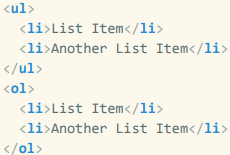 <ul>
  <li>List Item</li>
  <li>Another List Item</li>
</ul>
<ol>
  <li>List Item</li>
  <li>Another List Item</li>
</ol>